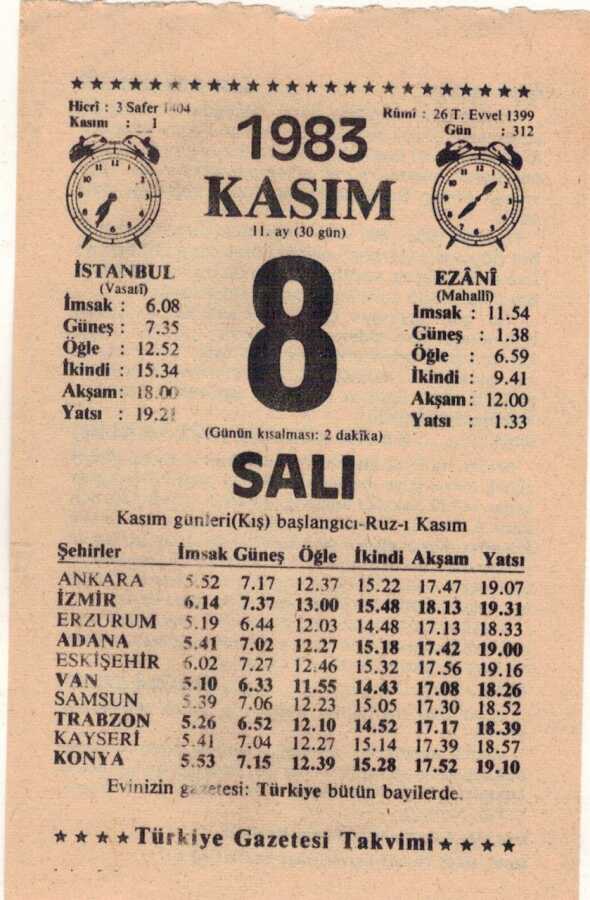 ★★★★★★★★★★★★★★★★★★★★★★★★
Hicrî : 3 Safer 1404
Kasım : 1
Rûmî : 26 T. Evvel 1399
Gün : 312
1983
KASIM
11. ay (30 gün)
8
(Günün kısalması: 2 dakîka)
SALI
İSTANBUL
(Vasatî)
İmsak : 6.08
Güneş : 7.35
Öğle : 12.52
İkindi : 15.34
Akşam: 18.00
Yatsı : 19.21
EZÂNÎ
(Mahallî)
Imsak : 11.54
Güneş : 1.38
Öğle : 6.59
İkindi : 9.41
Akşam: 12.00
Yatsı : 1.33
Kasım günleri(Kış) başlangıcı-Ruz-ı Kasım
Şehirler İmsak Güneş Öğle İkindi Akşam Yatsı
ANKARA 5.52 7.17 12.37 15.22 17.47 19.07
İZMİR 6.14 7.37 13.00 15.48 18.13 19.31
ERZURUM 5.19 6.44 12.03 14.48 17.13 18.33
ADANA 5.41 7.02 12.27 15.18 17.42 19.00
ESKİŞEHİR 6.02 7.27 12.46 15.32 17.56 19.16
VAN 5.10 6.33 11.55 14.43 17.08 18.26
SAMSUN 5.39 7.06 12.23 15.05 17.30 18.52
TRABZON 5.26 6.52 12.10 14.52 17.17 18.39
KAYSERİ 5.41 7.04 12.27 15.14 17.39 18.57
KONYA 5.53 7.15 12.39 15.28 17.52 19.10
Evinizin gazetesi: Türkiye bütün bayilerde.
★★★★Türkiye Gazetesi Takvimi★★★★